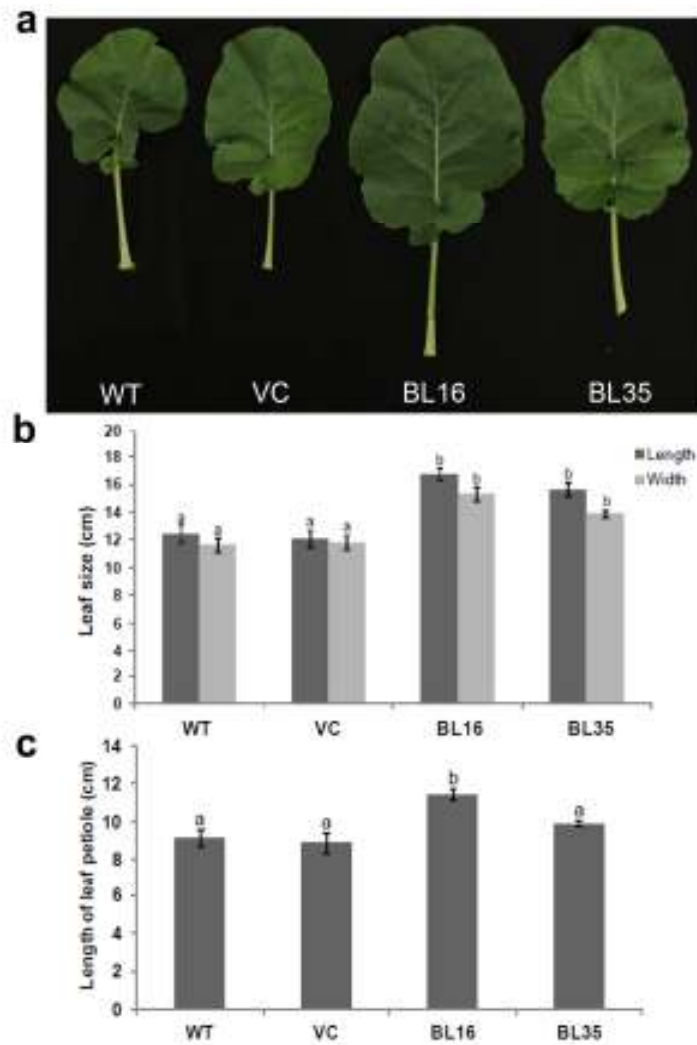 a
WT VC BL16 BL35
b
Leaf size (cm)
20
18
16
14
12
10
8
6
4
2
0
a a a a b b b b
Length
Width
WT VC BL16 BL35
c
Length of leaf petiole (cm)
14
12
10
8
6
4
2
0
a a b a
WT VC BL16 BL35